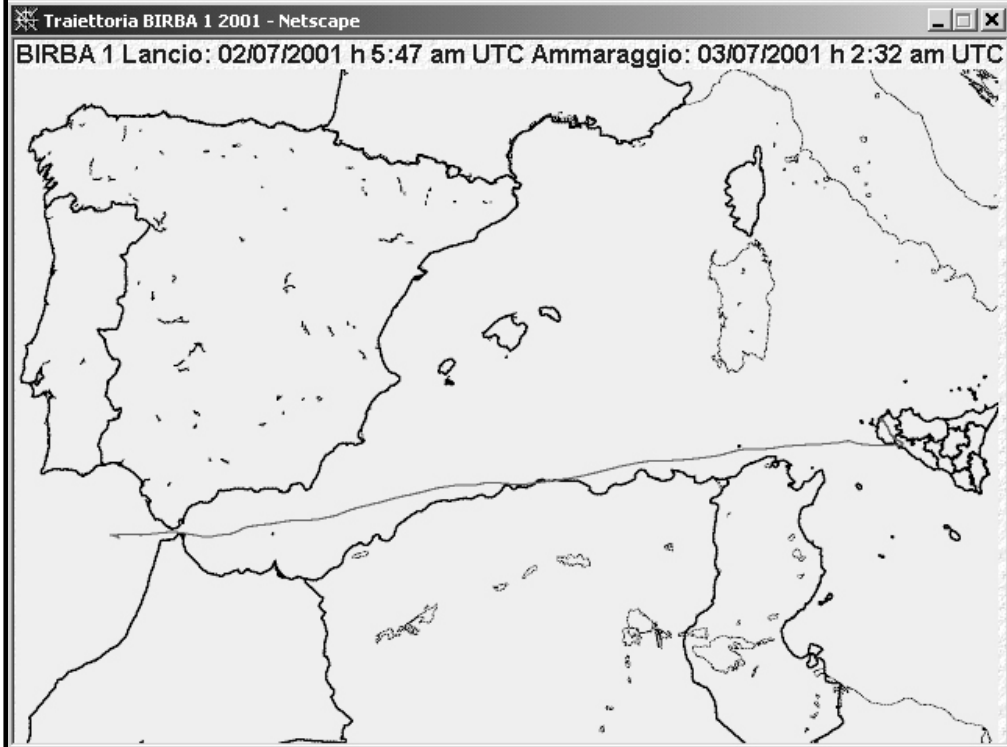 Traiettoria BIRBA 1 2001 - Netscape
BIRBA 1 Lancio: 02/07/2001 h 5:47 am UTC Ammaraggio: 03/07/2001 h 2:32 am UTC